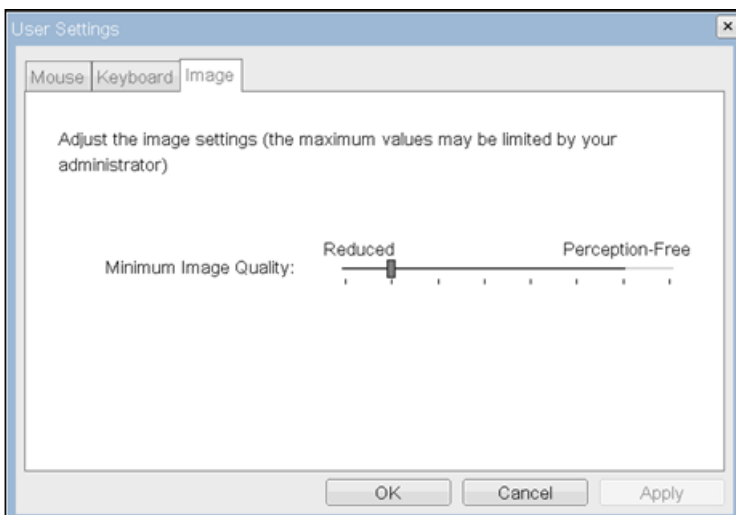 User Settings
Mouse Keyboard Image
Adjust the image settings (the maximum values may be limited by your
administrator)
Reduced Perception-Free
Minimum Image Quality:
OK Cancel Apply